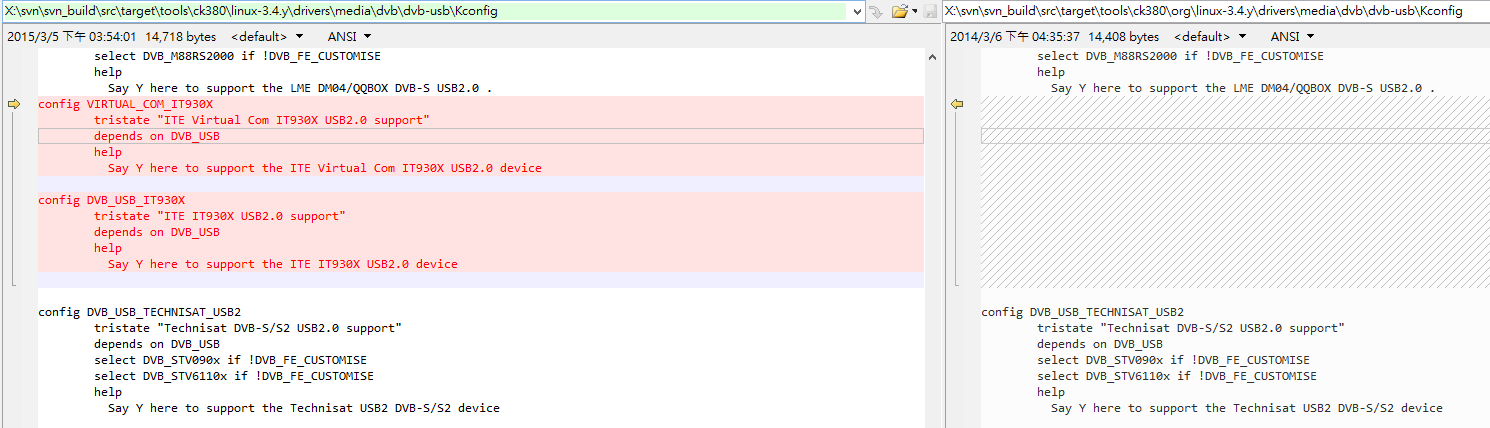 X:\svn\svn_build\src\target\tools\ck380\linux-3.4.y\drivers\media\dvb\dvb-usb\Kconfig
2015/3/5 下午 03:54:01 14,718 bytes <default> ANSI
select DVB_M88RS2000 if !DVB_FE_CUSTOMISE
help
Say Y here to support the LME DM04/QQBOX DVB-S USB2.0 .
config VIRTUAL_COM_IT930X
tristate "ITE Virtual Com IT930X USB2.0 support"
depends on DVB_USB
help
Say Y here to support the ITE Virtual Com IT930X USB2.0 device
config DVB_USB_IT930X
tristate "ITE IT930X USB2.0 support"
depends on DVB_USB
help
Say Y here to support the ITE IT930X USB2.0 device
config DVB_USB_TECHNISAT_USB2
tristate "Technisat DVB-S/S2 USB2.0 support"
depends on DVB_USB
select DVB_STV090x if !DVB_FE_CUSTOMISE
select DVB_STV6110x if !DVB_FE_CUSTOMISE
help
Say Y here to support the Technisat USB2 DVB-S/S2 device
X:\svn\svn_build\src\target\tools\ck380\org\linux-3.4.y\drivers\media\dvb\dvb-usb\Kconfig
2014/3/6 下午 04:35:37 14,408 bytes <default> ANSI
select DVB_M88RS2000 if !DVB_FE_CUSTOMISE
help
Say Y here to support the LME DM04/QQBOX DVB-S USB2.0 .
config DVB_USB_TECHNISAT_USB2
tristate "Technisat DVB-S/S2 USB2.0 support"
depends on DVB_USB
select DVB_STV090x if !DVB_FE_CUSTOMISE
select DVB_STV6110x if !DVB_FE_CUSTOMISE
help
Say Y here to support the Technisat USB2 DVB-S/S2 device